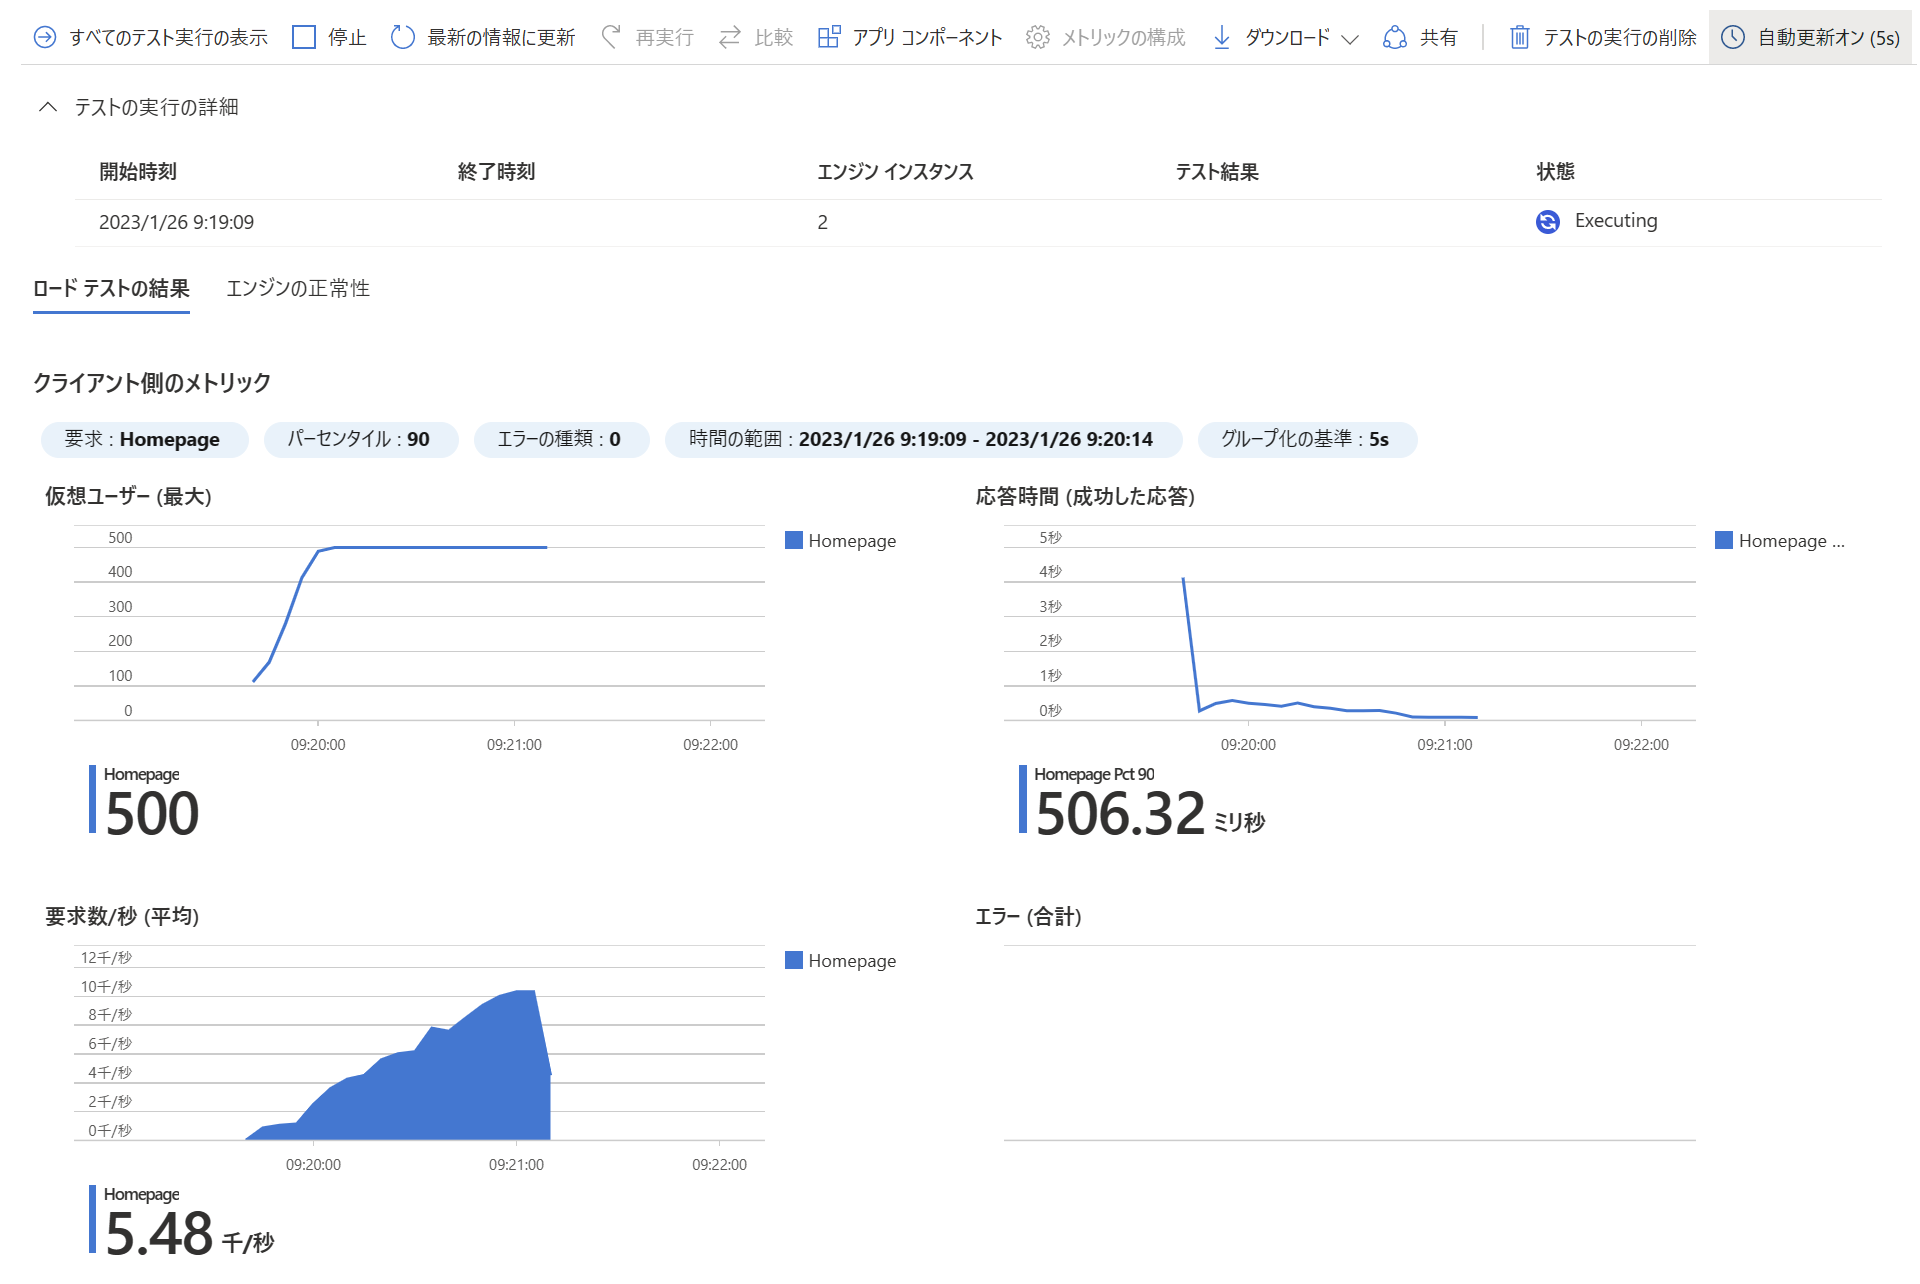 すべてのテスト実行の表示 停止 最新の情報に更新 再実行 比較 アプリ コンポーネント メトリックの構成 ダウンロード 共有 テストの実行の削除 自動更新オン (5s)
テストの実行の詳細
開始時刻 終了時刻 エンジン インスタンス テスト結果 状態
2023/1/26 9:19:09 2 Executing
ロード テストの結果 エンジンの正常性
クライアント側のメトリック
要求 : Homepage パーセンタイル : 90 エラーの種類 : 0 時間の範囲 : 2023/1/26 9:19:09 - 2023/1/26 9:20:14 グループ化の基準 : 5s
仮想ユーザー (最大)
500
400
300
200
100
0
09:20:00 09:21:00 09:22:00
Homepage
Homepage
500
応答時間 (成功した応答)
5秒
4秒
3秒
2秒
1秒
0秒
09:20:00 09:21:00 09:22:00
Homepage ...
Homepage Pct 90
506.32 ミリ秒
要求数/秒 (平均)
12千/秒
10千/秒
8千/秒
6千/秒
4千/秒
2千/秒
0千/秒
09:20:00 09:21:00 09:22:00
Homepage
Homepage
5.48 千/秒
エラー (合計)